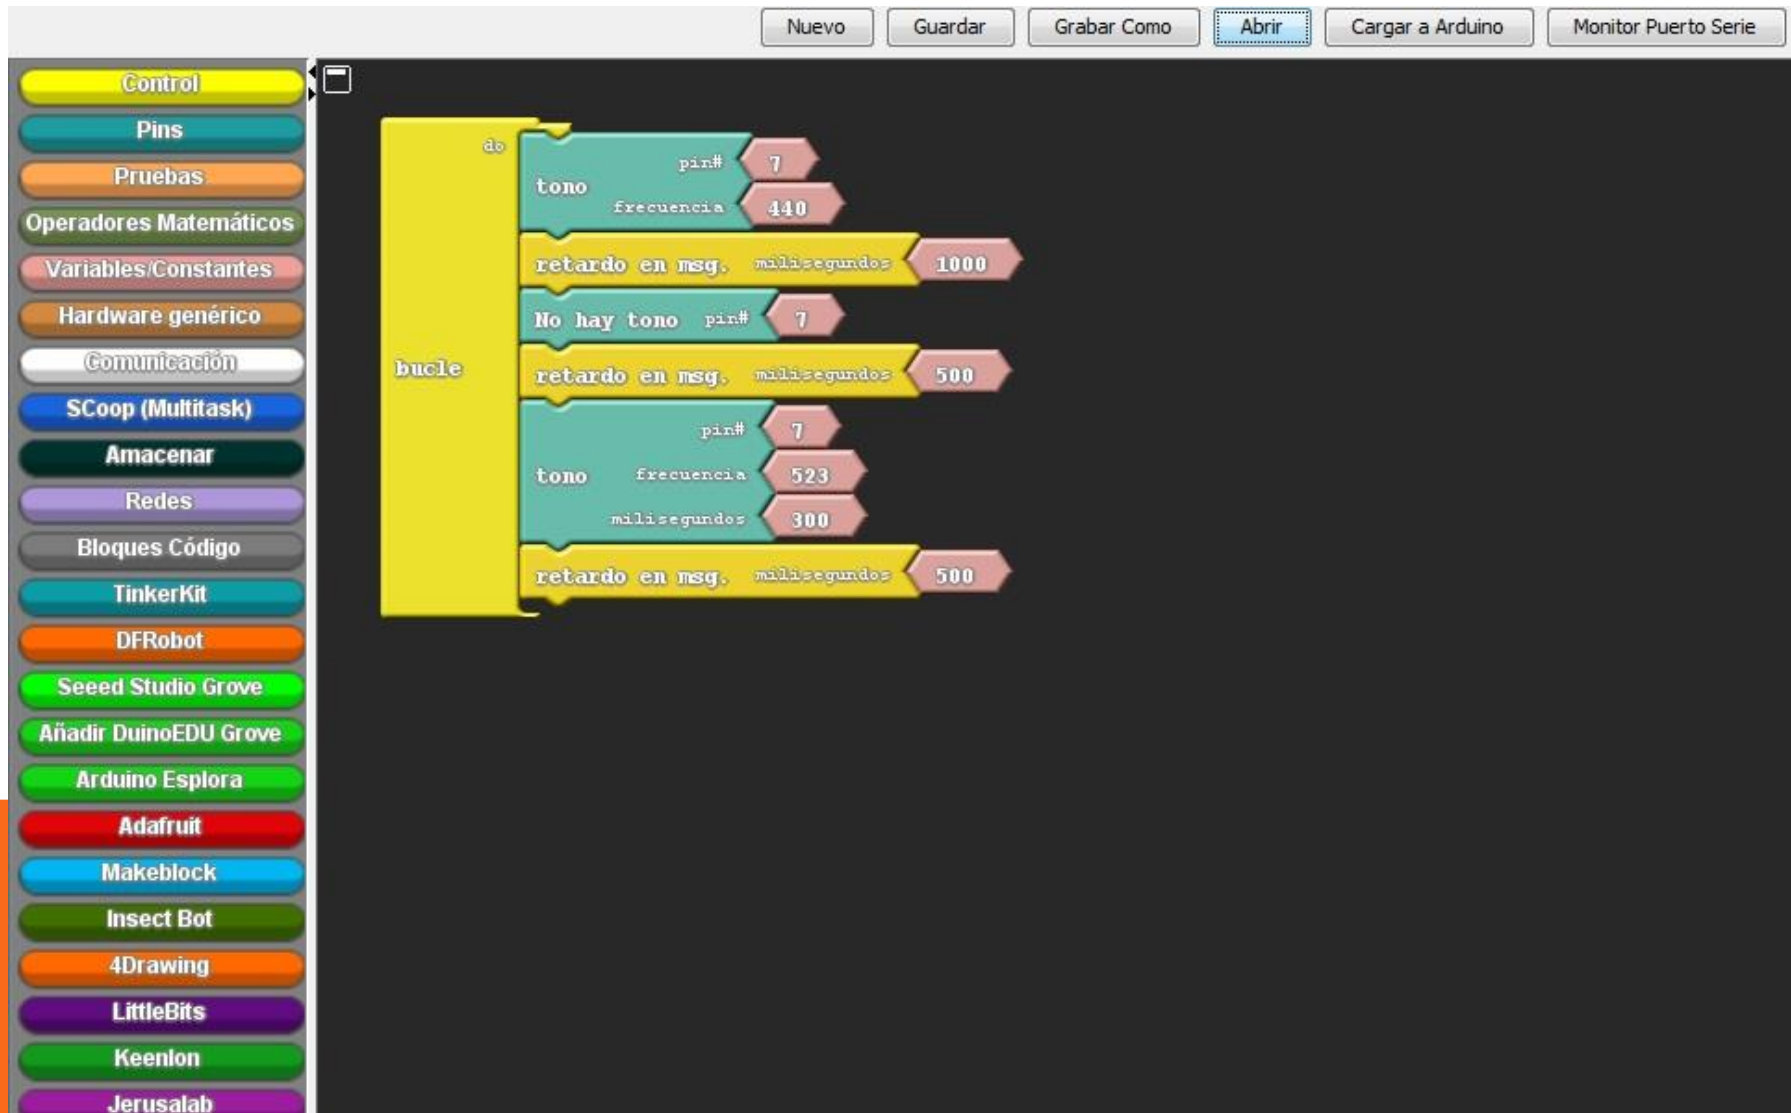 Nuevo Guardar Grabar Como Abrir Cargar a Arduino Monitor Puerto Serie
Control
Pins
Pruebas
Operadores Matemáticos
Variables/Constantes
Hardware genérico
Comunicación
SCoop (Multitask)
Amacenar
Redes
Bloques Código
TinkerKit
DFRobot
Seeed Studio Grove
Añadir DuinoEDU Grove
Arduino Esplora
Adafruit
Makeblock
Insect Bot
4Drawing
LittleBits
Keenlon
Jerusalab
bucle
do
tono
pin# 7
frecuencia 440
retardo en msg. milisegundos 1000
No hay tono pin# 7
retardo en msg. milisegundos 500
tono
pin# 7
frecuencia 523
milisegundos 300
retardo en msg. milisegundos 500